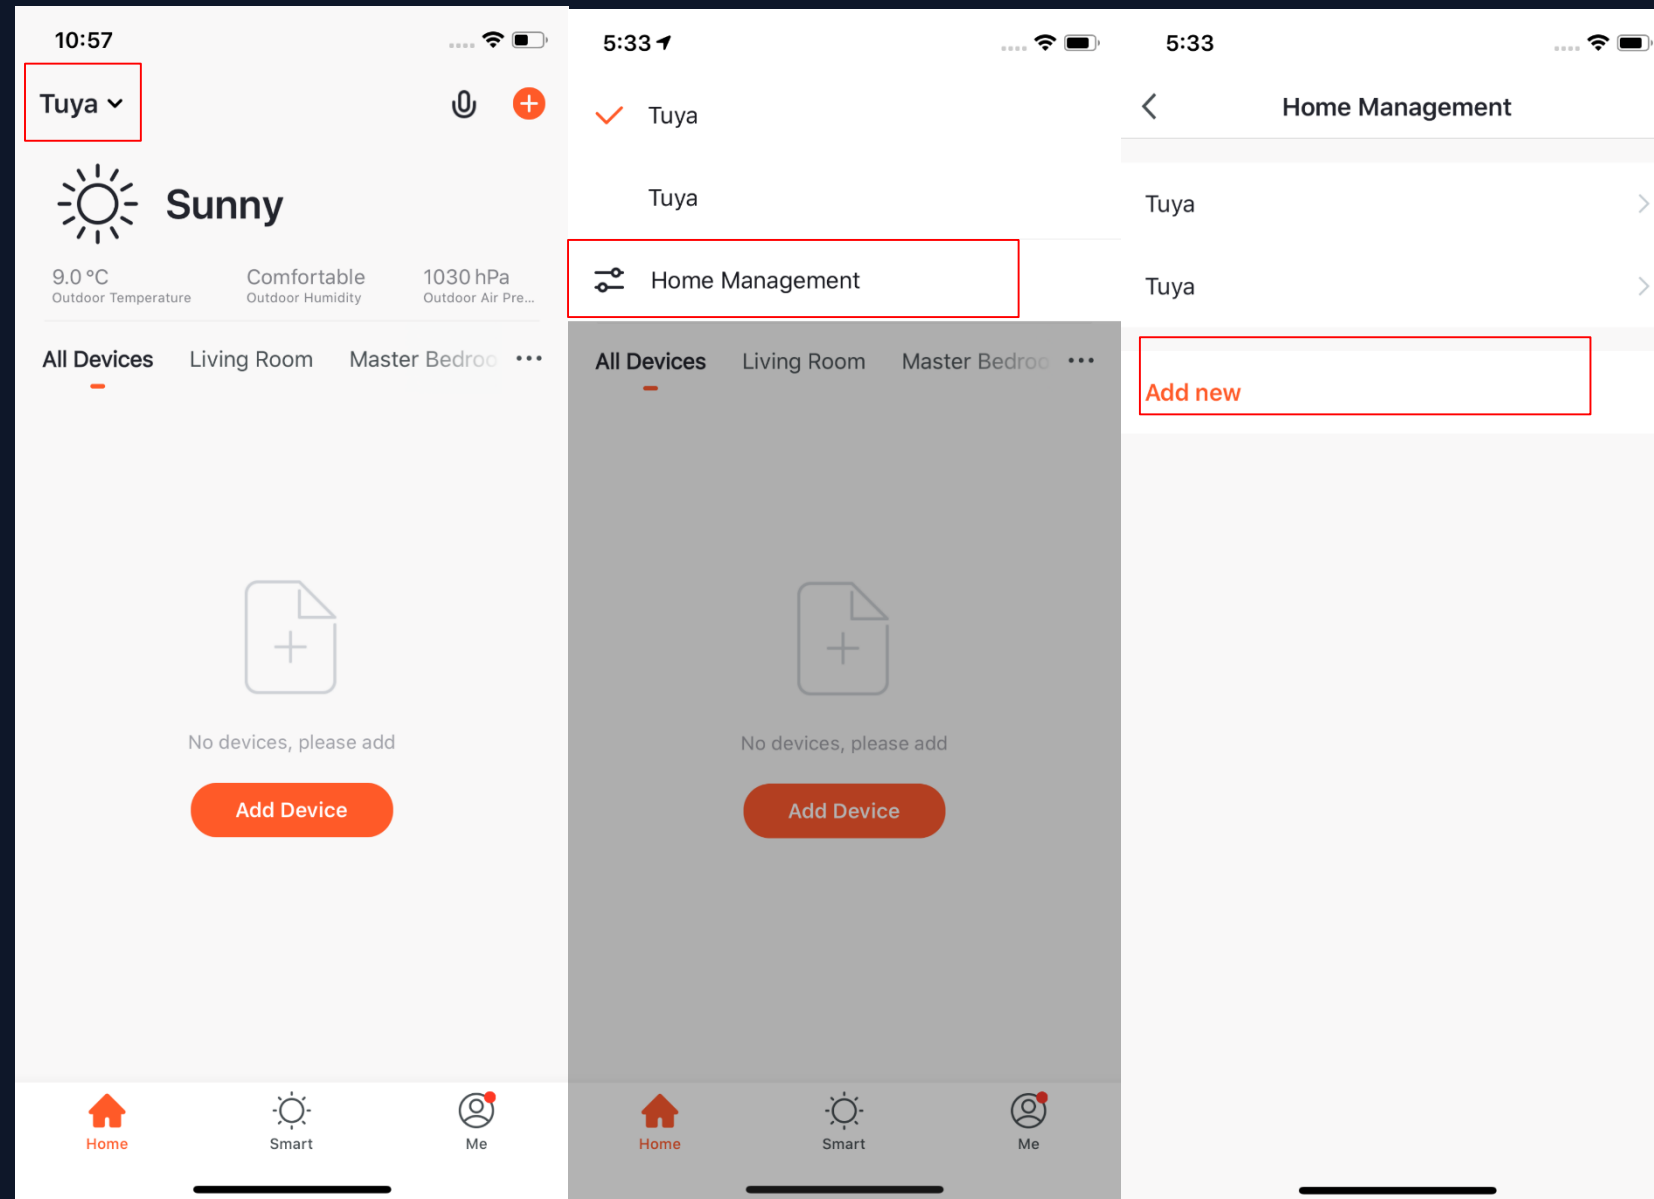 10:57
Tuya
Sunny
9.0 °C
Outdoor Temperature
Comfortable
Outdoor Humidity
1030 hPa
Outdoor Air Pre...
All Devices
Living Room
Master Bedroo
No devices, please add
Add Device
Home
Smart
Me
5:33
Tuya
Tuya
Home Management
All Devices
Living Room
Master Bedroo
No devices, please add
Add Device
Home
Smart
Me
5:33
Home Management
Tuya
Tuya
Add new